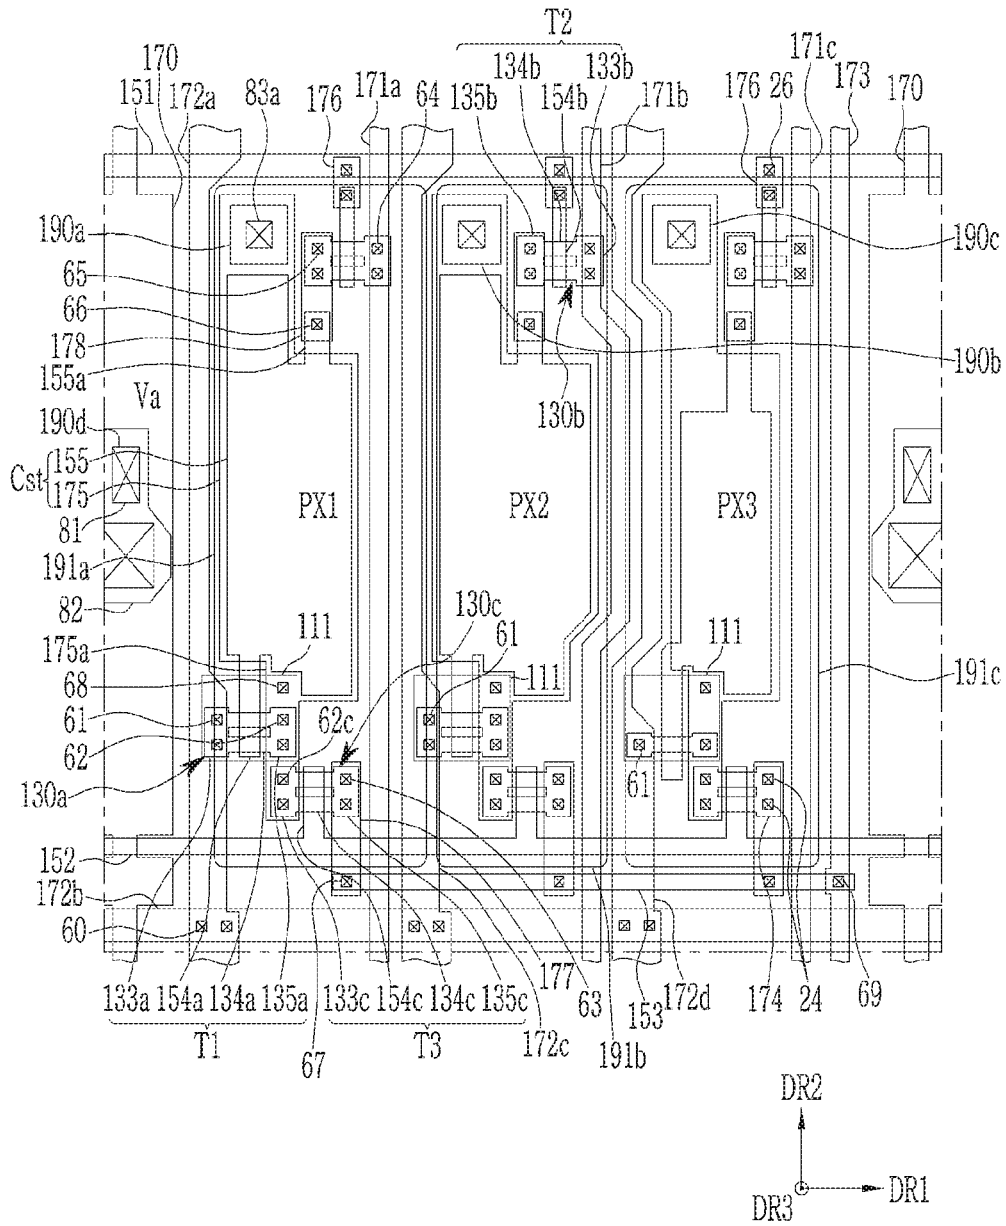 T2
170
171a
64
134b
133b
171c
173
151
172a
83a
176
135b
154b
171b
176
26
170
190a
190c
65
66
178
155a
190b
Va
130b
190d
Cst
155
175
PX1
PX2
PX3
81
191a
82
130c
61
111
111
175a
111
68
191c
61
62c
62
61
130a
152
172b
60
177
133a
154a
134a
135a
133c
154c
134c
135c
63
153
172d
174
24
69
T1
67
T3
172c
191b
DR2
DR3
DR1